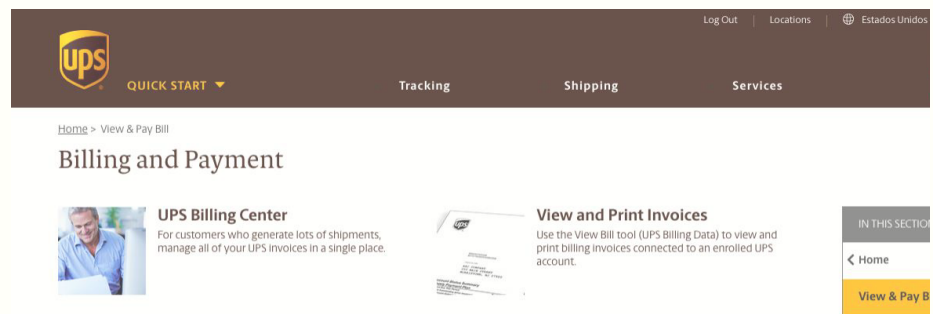 Log Out | Locations | Estados Unidos
ups
QUICK START Tracking Shipping Services
Home > View & Pay Bill
Billing and Payment
UPS Billing Center
For customers who generate lots of shipments,
manage all of your UPS invoices in a single place.
ups
View and Print Invoices
Use the View Bill tool (UPS Billing Data) to view and
print billing invoices connected to an enrolled UPS
account.
IN THIS SECTION
Home
View & Pay B